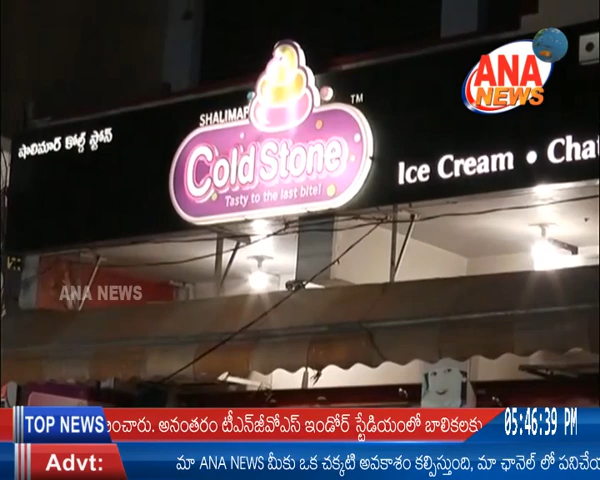 ANA
NEWS
SHALIMAR
TM
షాలిమార్ కోల్డ్ స్టోన్
Cold Stone
Tasty to the last bite!
Ice Cream • Chat
ANA NEWS
TOP NEWS
ంచారు. అనంతరం టీఎన్‌జీవోఎస్ ఇండోర్ స్టేడియంలో బాలికలకు
05:46:39 PM
Advt:
మా ANA NEWS మీకు ఒక చక్కటి అవకాశం కల్పిస్తుంది, మా ఛానెల్ లో పనిచేయ